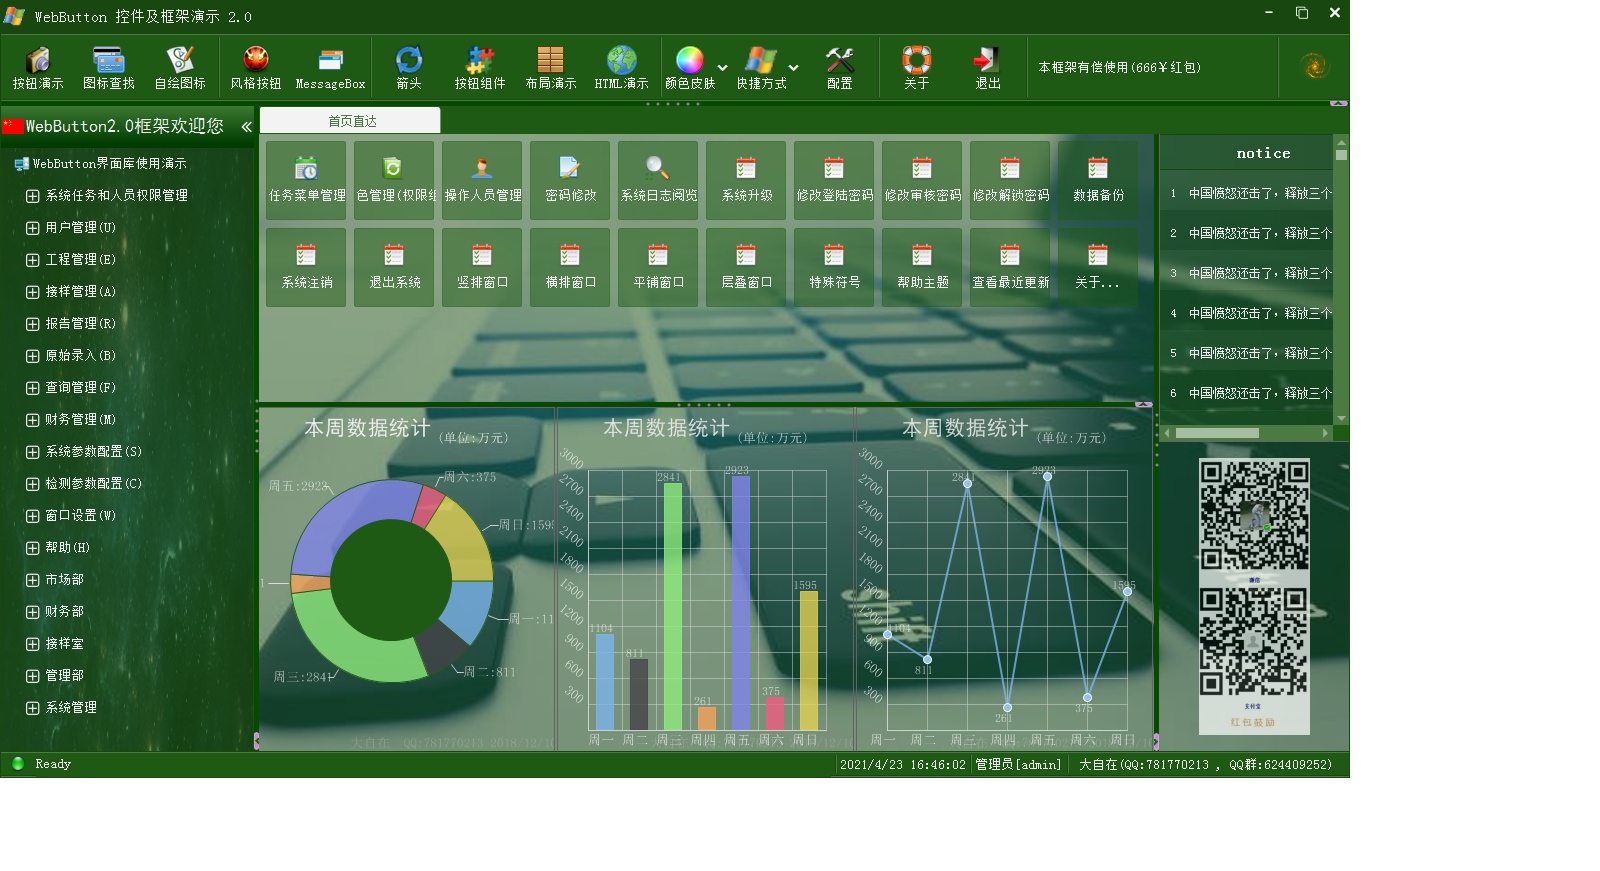 WebButton 控件及框架演示 2.0
按钮演示 图标查找 自绘图标 风格按钮 MessageBox 箭头 按钮组件 布局演示 HTML演示 颜色皮肤 快捷方式 配置 关于 退出 本框架有偿使用(666￥红包)
WebButton2.0框架欢迎您
首页直达
WebButton界面库使用演示
系统任务和人员权限管理
用户管理(U)
工程管理(E)
接样管理(A)
报告管理(R)
原始录入(B)
查询管理(F)
财务管理(M)
系统参数配置(S)
检测参数配置(C)
窗口设置(W)
帮助(H)
市场部
财务部
接样室
管理部
系统管理
任务菜单管理 色管理(权限组 操作人员管理 密码修改 系统日志阅览 系统升级 修改登陆密码 修改审核密码 修改解锁密码 数据备份
系统注销 退出系统 竖排窗口 横排窗口 平铺窗口 层叠窗口 特殊符号 帮助主题 查看最近更新 关于...
notice
1 中国愤怒还击了，释放三个
2 中国愤怒还击了，释放三个
3 中国愤怒还击了，释放三个
4 中国愤怒还击了，释放三个
5 中国愤怒还击了，释放三个
6 中国愤怒还击了，释放三个
本周数据统计 (单位:万元)
周五:2923
周六:375
周日:1595
周一:11
周二:811
周三:2841
1
大自在 QQ:781770213 2018/12/10
本周数据统计 (单位:万元)
3000
2700
2400
2100
1800
1500
1200
900
600
300
1104 811 2841 261 2923 375 1595
周一 周二 周三 周四 周五 周六 周日
本周数据统计 (单位:万元)
3000
2700
2400
2100
1800
1500
1200
900
600
300
1104 811 2841 261 2923 375 1595
周一 周二 周三 周四 周五 周六 周日
微信
支付宝
红包鼓励
Ready
2021/4/23 16:46:02 管理员[admin] 大自在(QQ:781770213 , QQ群:624409252)